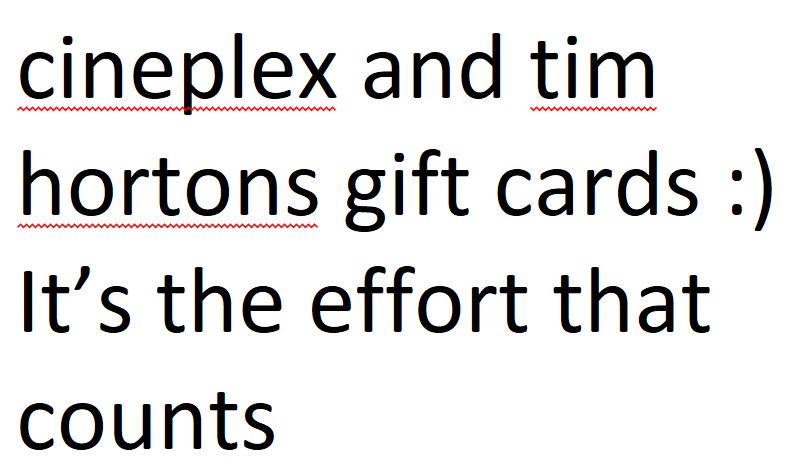 cineplex and tim
hortons gift cards :)
It’s the effort that
counts